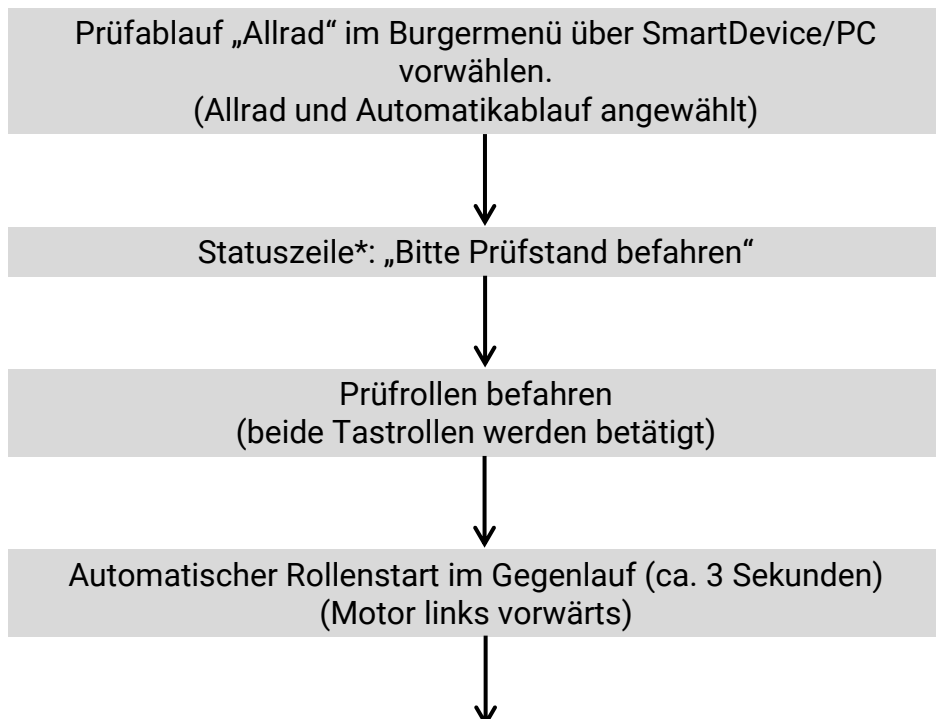 Prüfablauf „Allrad“ im Burgermenü über SmartDevice/PC
vorwählen.
(Allrad und Automatikablauf angewählt)
Statuszeile*: „Bitte Prüfstand befahren“
Prüfrollen befahren
(beide Tastrollen werden betätigt)
Automatischer Rollenstart im Gegenlauf (ca. 3 Sekunden)
(Motor links vorwärts)